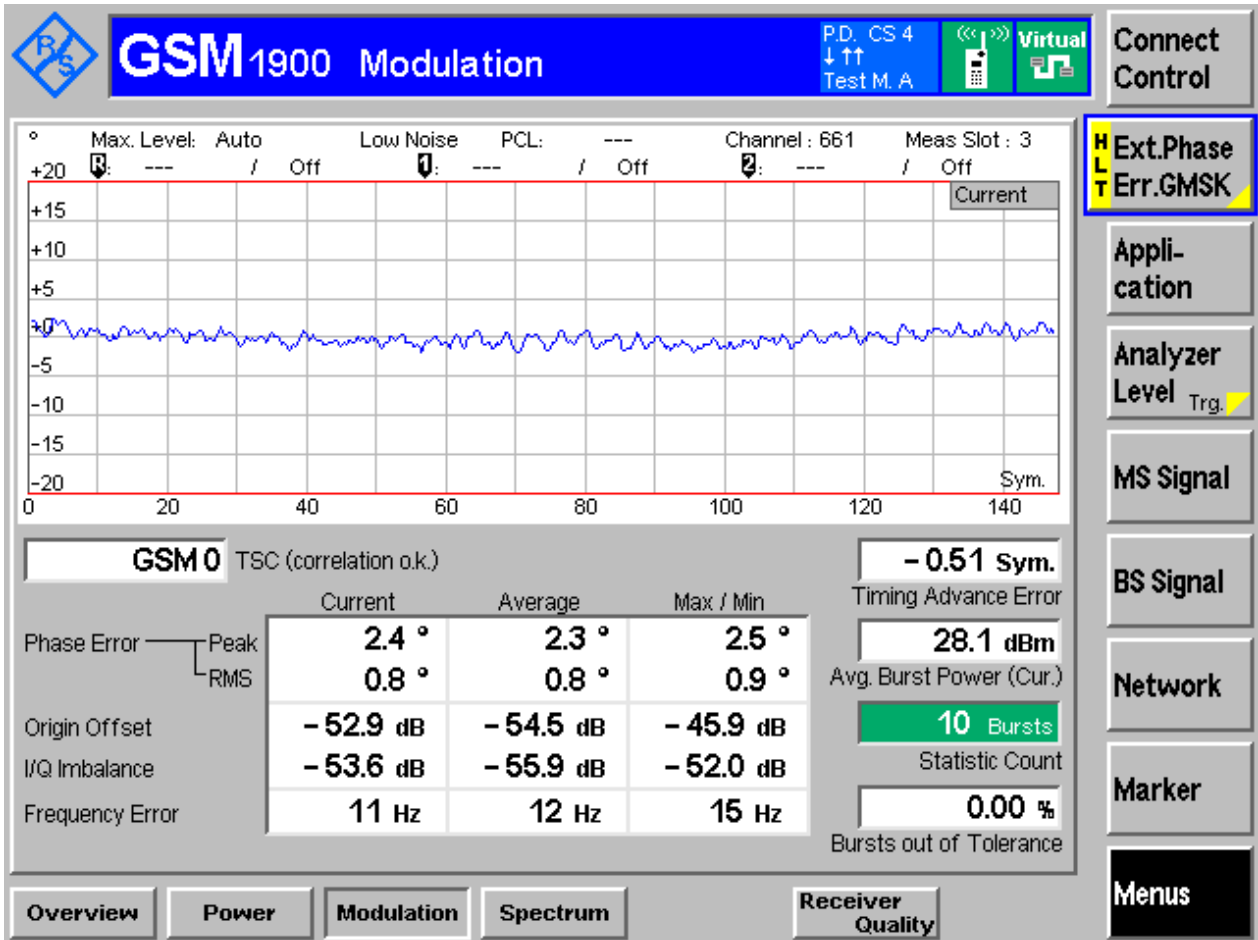 R&S
GSM 1900 Modulation
P.D. CS 4
↓ ↑↑
Test M. A
Virtual
Connect
Control
° Max. Level: Auto Low Noise PCL: --- Channel : 661 Meas Slot : 3
R: --- / Off 1: --- / Off 2: --- / Off
HLT
Ext.Phase
Err.GMSK
Current
+20
+15
+10
+5
+0
-5
-10
-15
-20
Sym.
0 20 40 60 80 100 120 140
Appli-
cation
Analyzer
Level Trg.
MS Signal
BS Signal
Network
Marker
Menus
GSM 0 TSC (correlation o.k.)
– 0.51 Sym.
Timing Advance Error
Current Average Max / Min
Phase Error Peak 2.4 ° 2.3 ° 2.5 °
RMS 0.8 ° 0.8 ° 0.9 °
28.1 dBm
Avg. Burst Power (Cur.)
Origin Offset – 52.9 dB – 54.5 dB – 45.9 dB
10 Bursts
Statistic Count
I/Q Imbalance – 53.6 dB – 55.9 dB – 52.0 dB
Frequency Error 11 Hz 12 Hz 15 Hz
0.00 %
Bursts out of Tolerance
Overview Power Modulation Spectrum Receiver
Quality